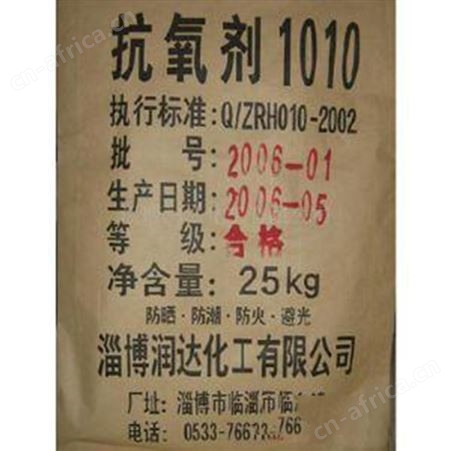 抗氧剂1010
执行标准:Q/ZRH010-2002
批 号:2006-01
生产日期:2006-05
等 级:合格
净含量:25kg
防晒·防潮·防火·避光
淄博润达化工有限公司
厂址:淄博市临淄
电话:0533-766
cn-africa.com